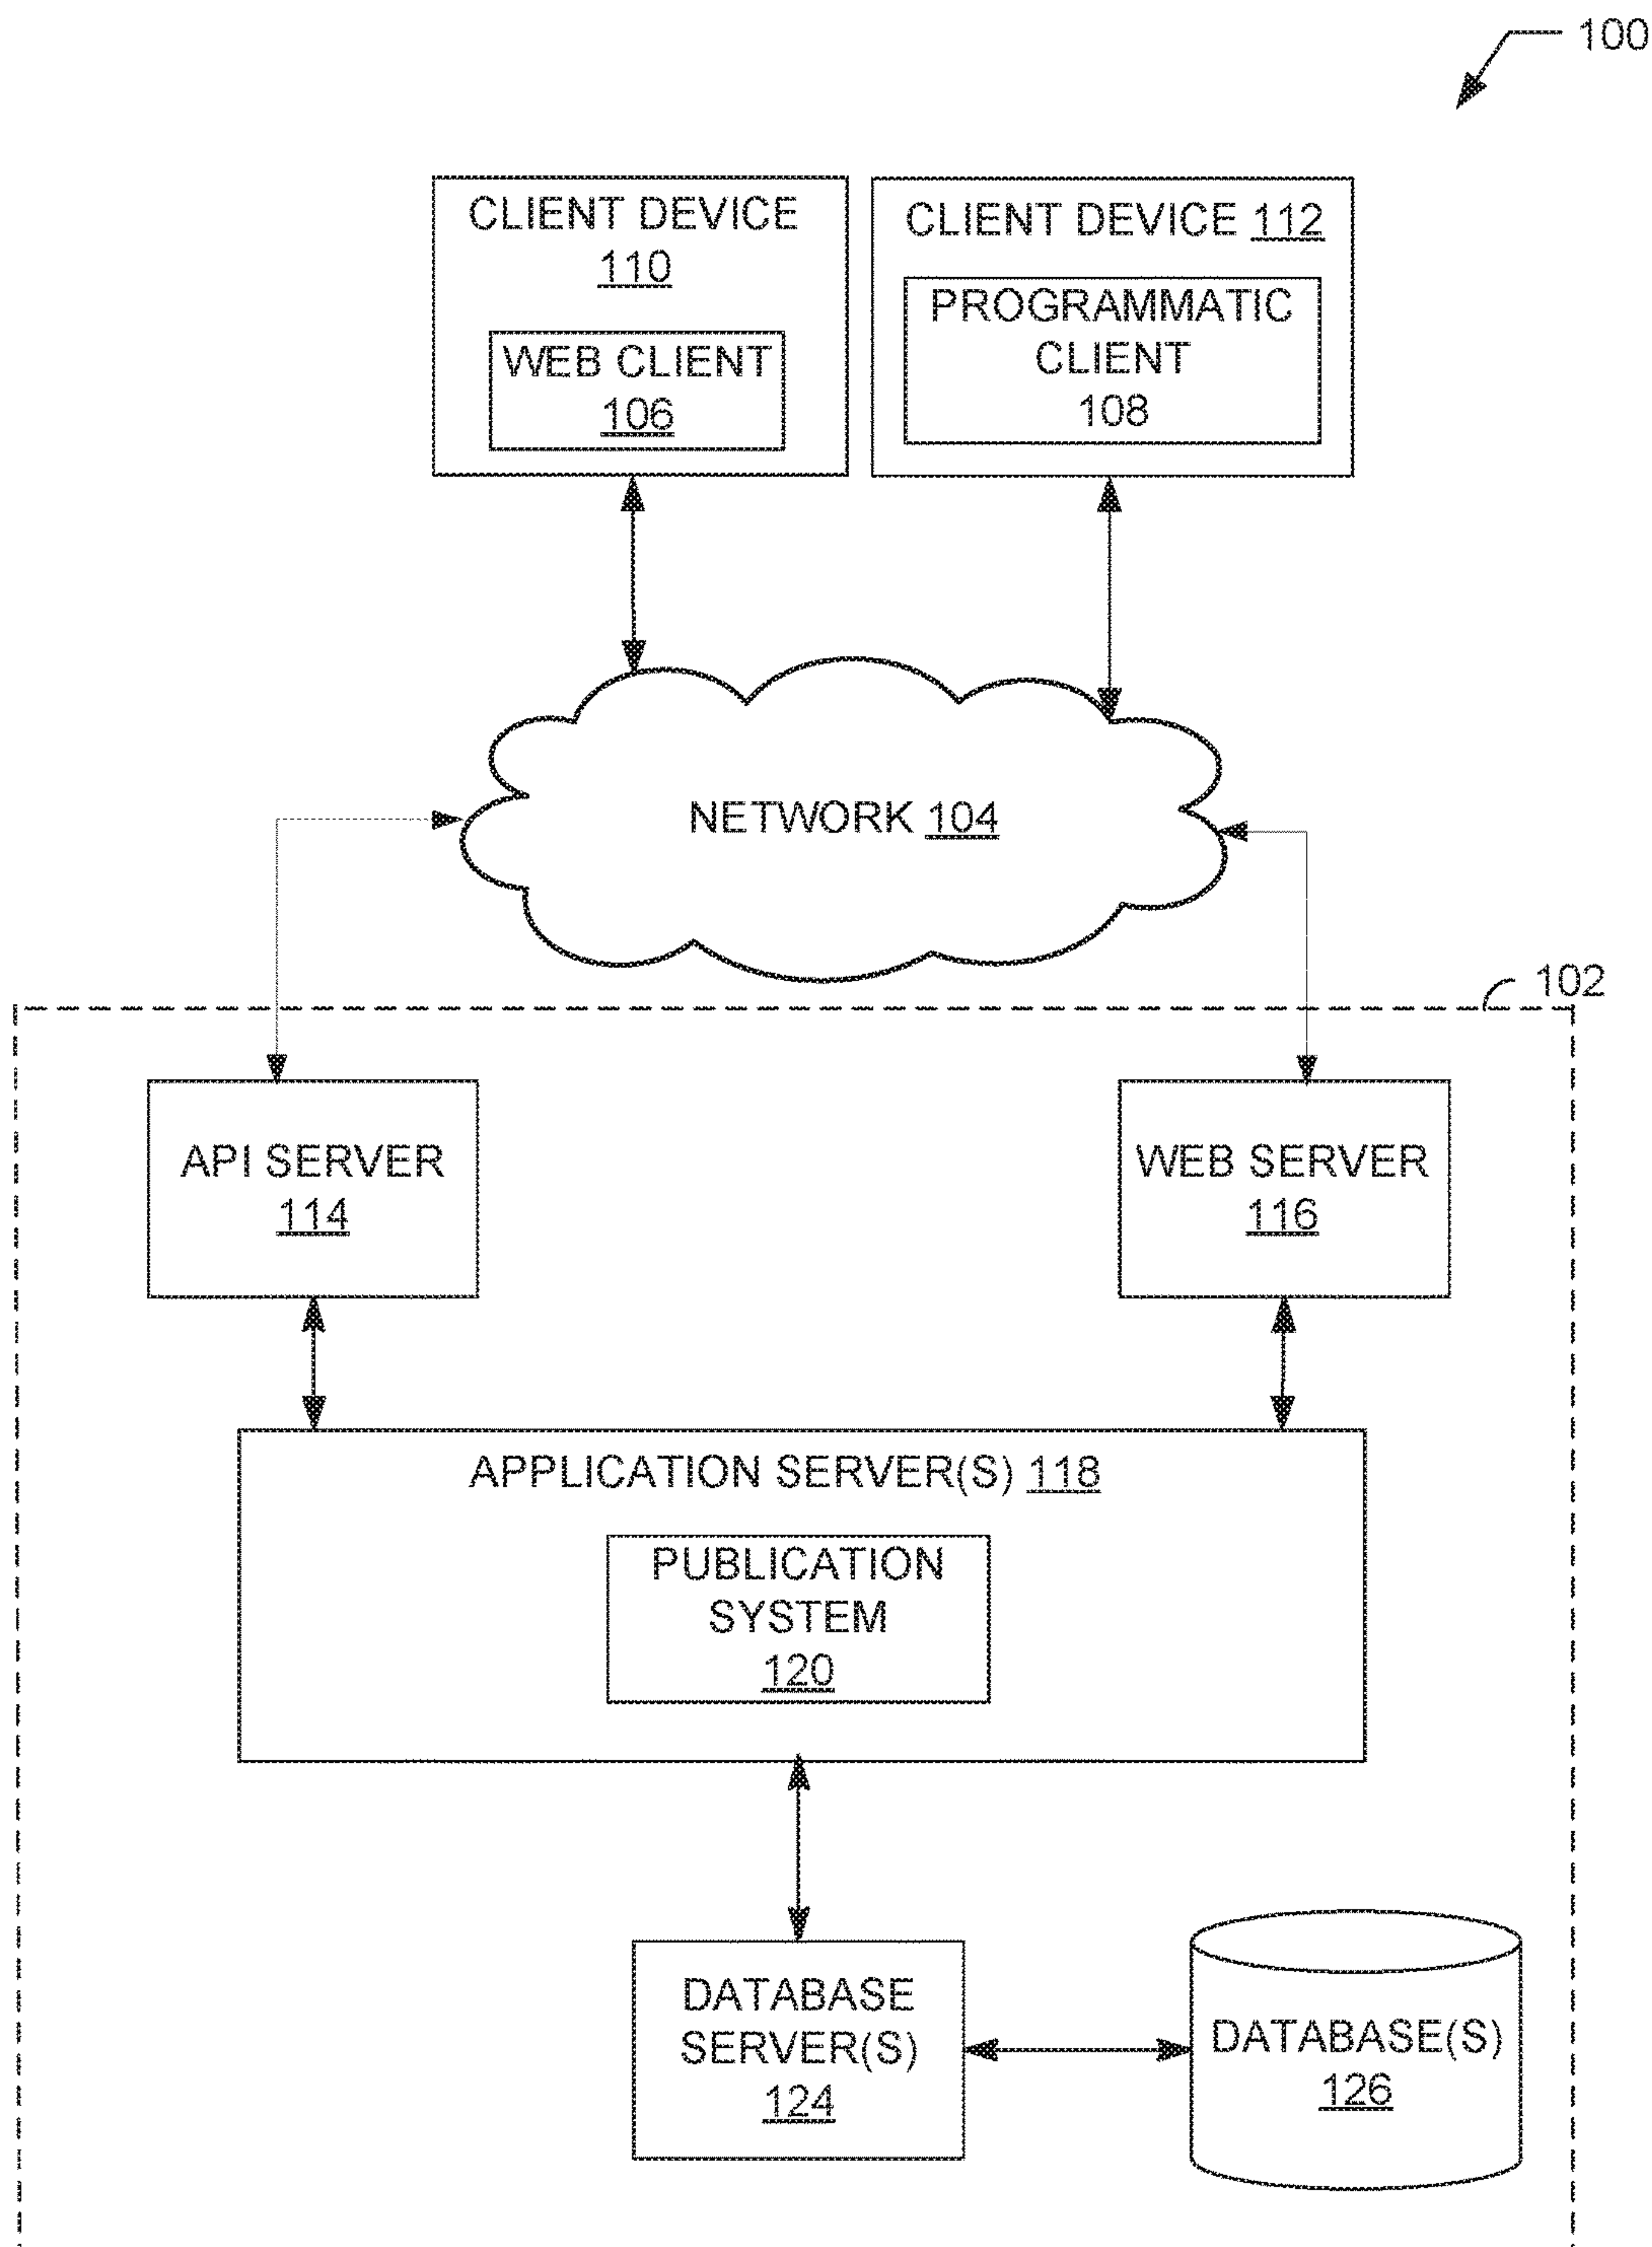 100
CLIENT DEVICE
110
WEB CLIENT
106
CLIENT DEVICE 112
PROGRAMMATIC
CLIENT
108
NETWORK 104
102
API SERVER
114
WEB SERVER
116
APPLICATION SERVER(S) 118
PUBLICATION
SYSTEM
120
DATABASE
SERVER(S)
124
DATABASE(S)
126